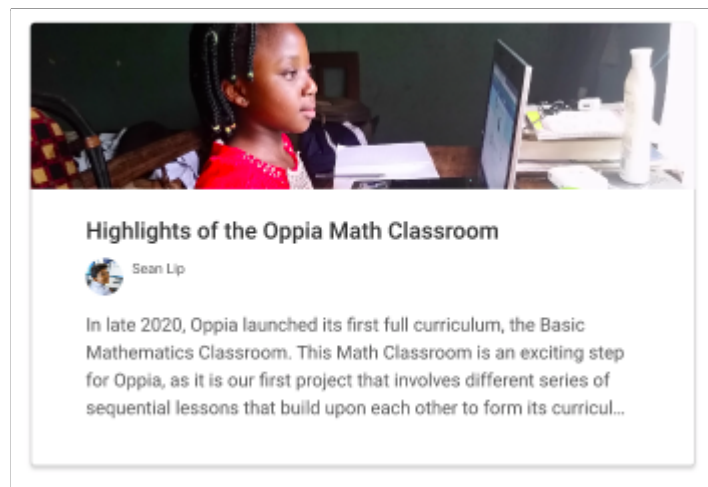 Highlights of the Oppia Math Classroom
Sean Lip
In late 2020, Oppia launched its first full curriculum, the Basic
Mathematics Classroom. This Math Classroom is an exciting step
for Oppia, as it is our first project that involves different series of
sequential lessons that build upon each other to form its curricul...